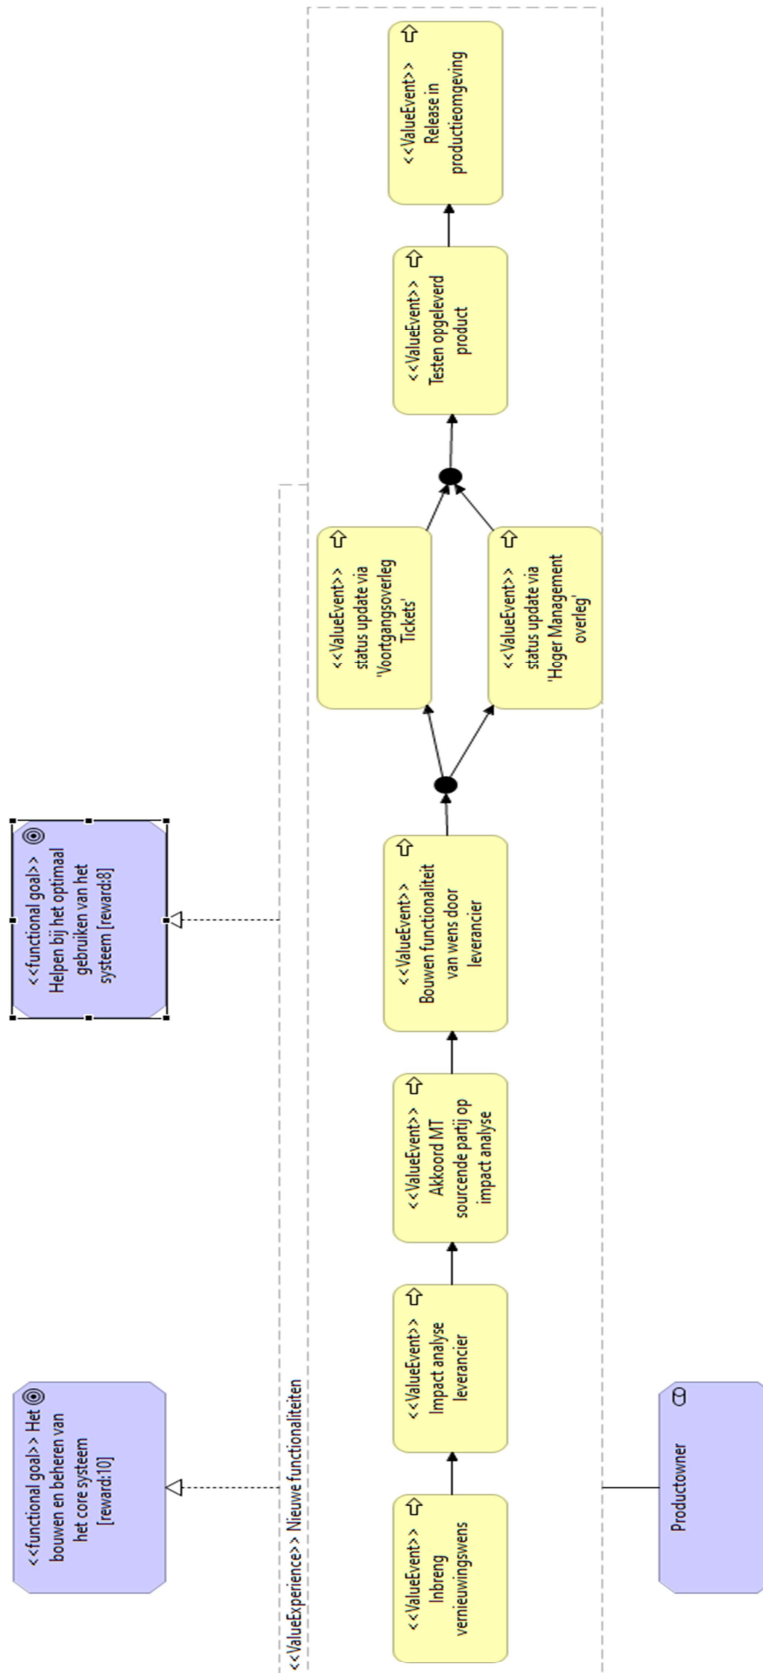 <<functional goal>> Het
bouwen en beheren van
het core systeem
[reward:10]
<<functional goal>>
Helpen bij het optimaal
gebruiken van het
systeem [reward:8]
<<ValueExperience>> Nieuwe functionaliteiten
<<ValueEvent>>
Inbreng
vernieuwingswens
<<ValueEvent>>
Impact analyse
leverancier
<<ValueEvent>>
Akkoord MT
sourcende partij op
impact analyse
<<ValueEvent>>
Bouwen functionaliteit
van wens door
leverancier
<<ValueEvent>>
status update via
'Voortgangsoverleg
Tickets'
<<ValueEvent>>
status update via
'Hoger Management
overleg'
<<ValueEvent>>
Testen opgeleverd
product
<<ValueEvent>>
Release in
productieomgeving
Productowner